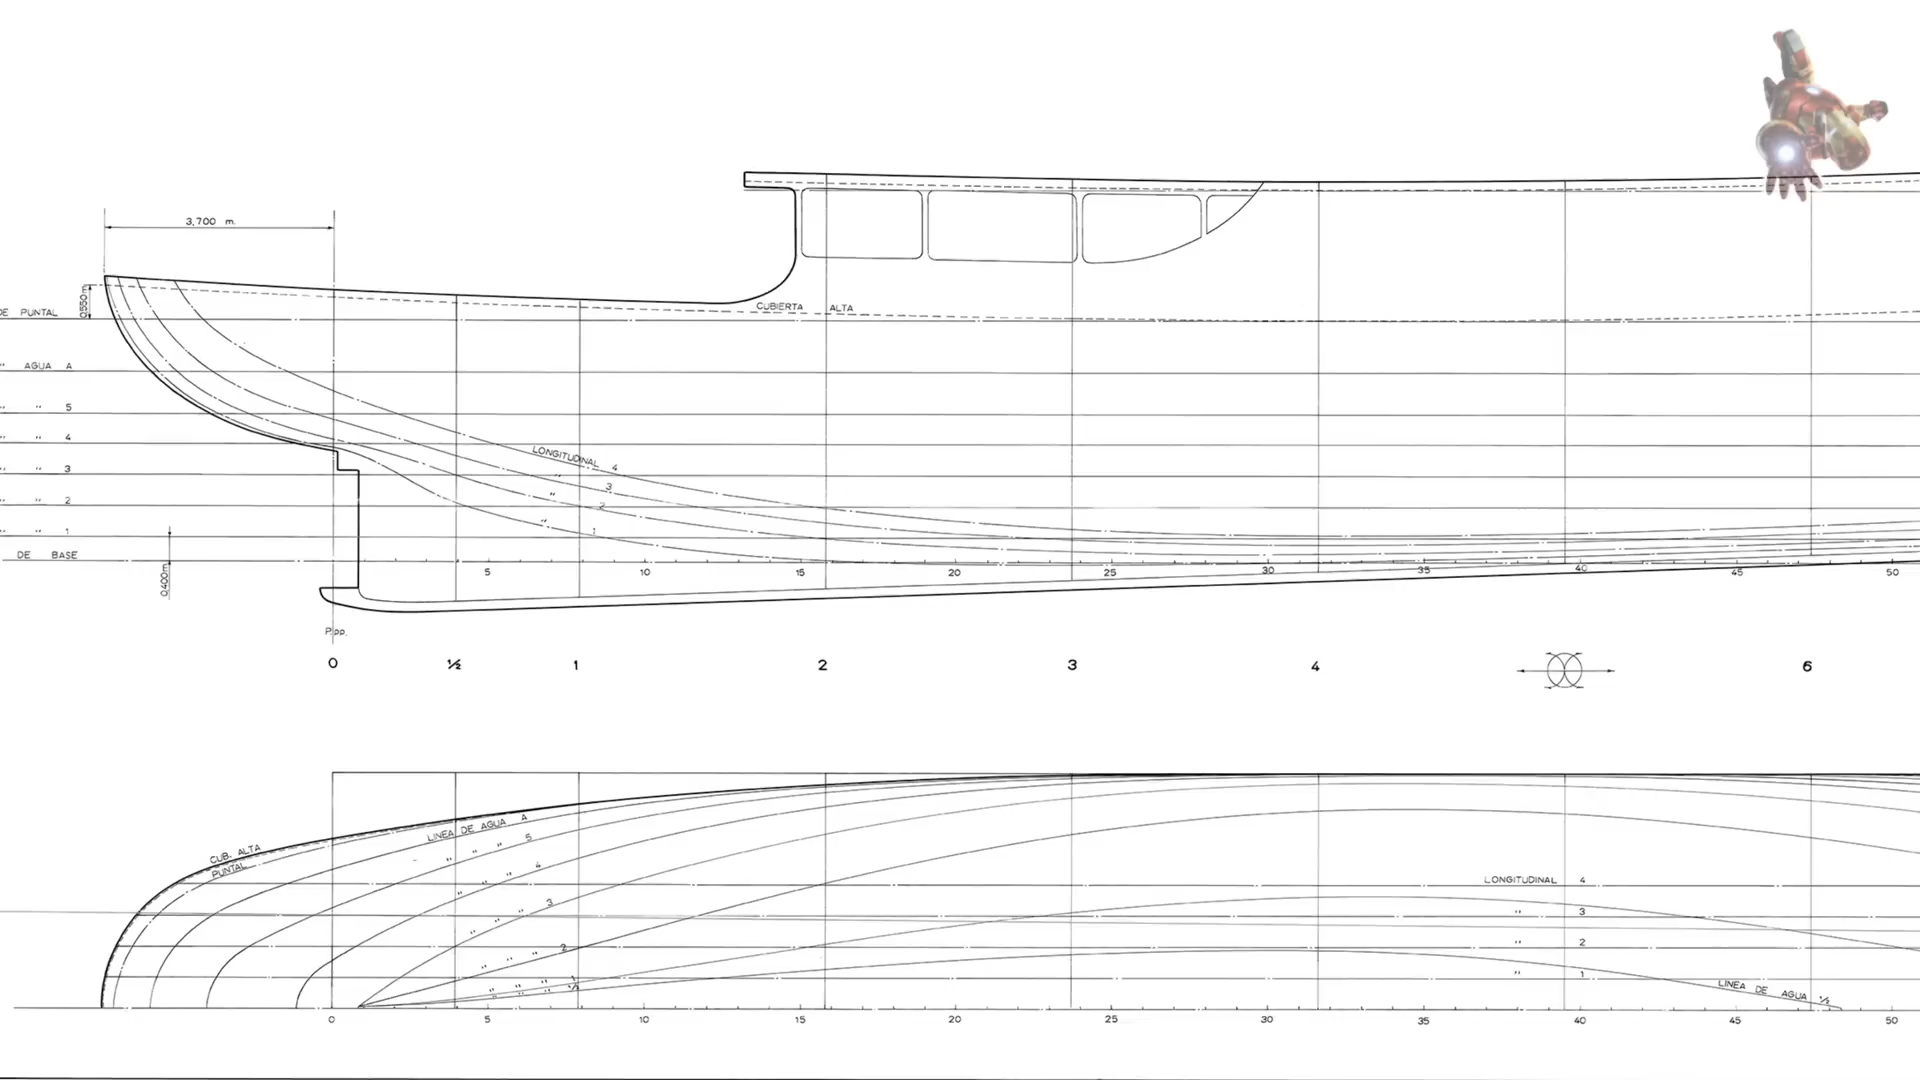 3,700 m.
0,550m
CUBIERTA ALTA
DE PUNTAL
" AGUA A
" " 5
" " 4
" " 3
" " 2
" " 1
DE BASE
0,400m
LONGITUDINAL 4
" 3
" 2
" 1
5 10 15 20 25 30 35 40 45 50
P.pp.
0 ½ 1 2 3 4 6
LINEA DE AGUA A
" " " 5
" " " 4
" " 3
" " " 2
" " " 1
" " " ½
CUB. ALTA
PUNTAL
LONGITUDINAL 4
" 3
" 2
" 1
LINEA DE AGUA ½
0 5 10 15 20 25 30 35 40 45 50